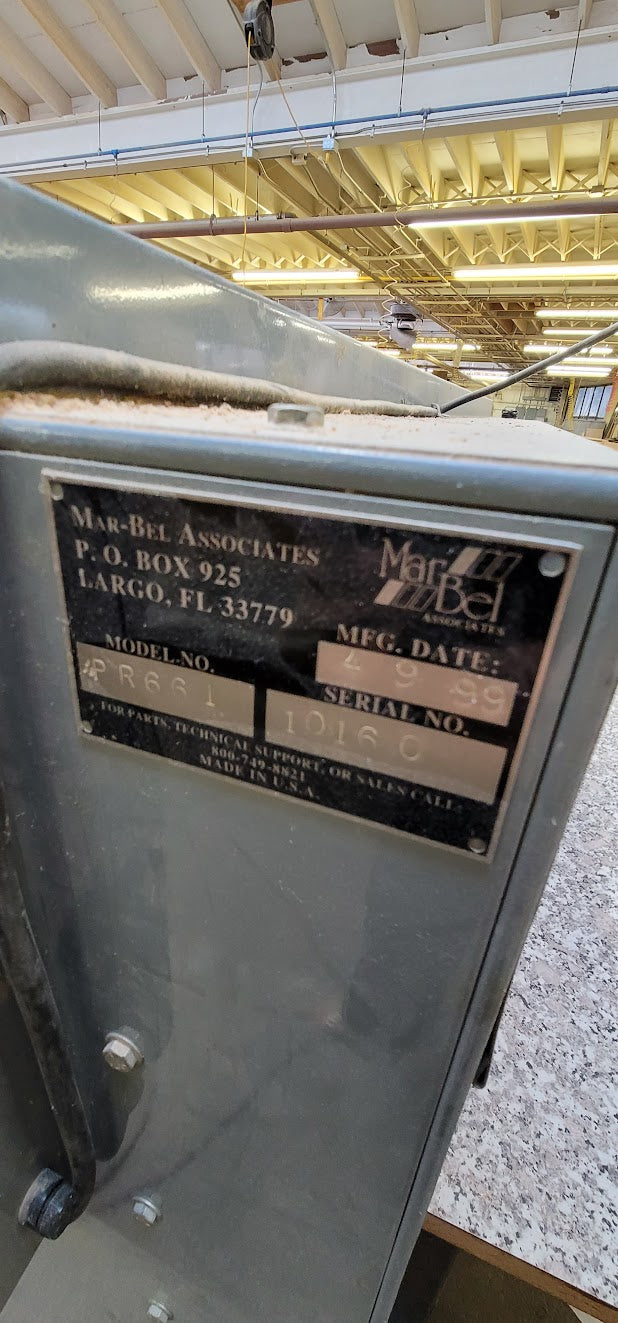 MAR-BEL ASSOCIATES
P. O. BOX 925
LARGO, FL 33779
MarBel
ASSOCIATES
MODEL NO.
PR661
MFG. DATE:
4 9 99
SERIAL NO.
10160
FOR PARTS, TECHNICAL SUPPORT, OR SALES CALL
800-749-8821
MADE IN U.S.A.